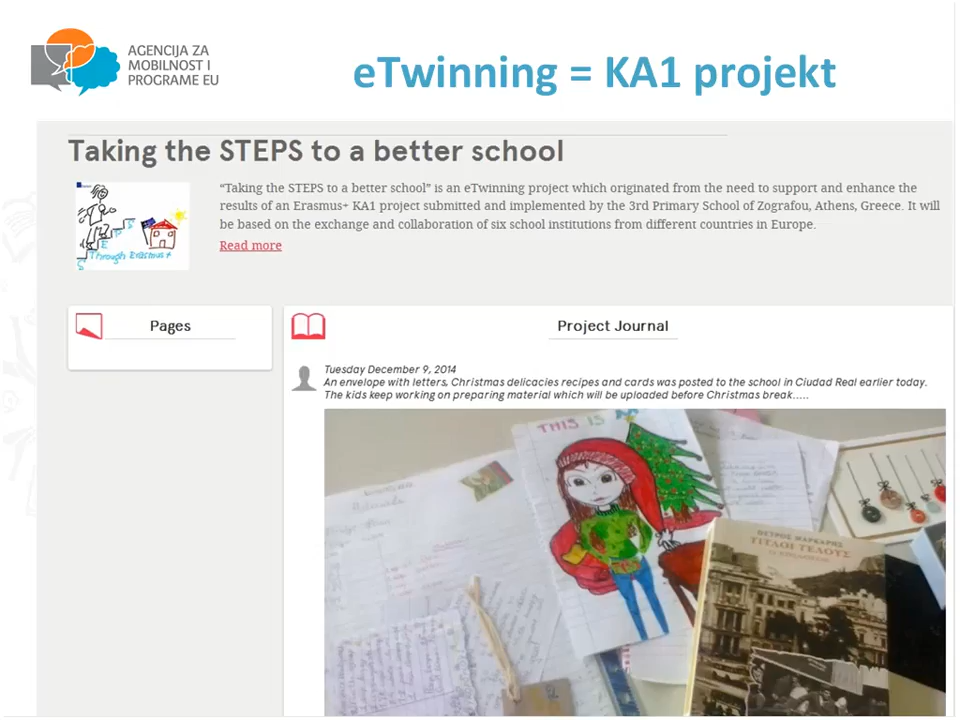 AGENCIJA ZA
MOBILNOST I
PROGRAME EU
eTwinning = KA1 projekt
Taking the STEPS to a better school
“Taking the STEPS to a better school” is an eTwinning project which originated from the need to support and enhance the
results of an Erasmus+ KA1 project submitted and implemented by the 3rd Primary School of Zografou, Athens, Greece. It will
be based on the exchange and collaboration of six school institutions from different countries in Europe.
Read more
S T E P S
Through Erasmus+
Pages
Project Journal
Tuesday December 9, 2014
An envelope with letters, Christmas delicacies recipes and cards was posted to the school in Ciudad Real earlier today.
The kids keep working on preparing material which will be uploaded before Christmas break.....
THIS IS
ΠΕΤΡΟΣ ΜΑΡΚΑΡΗΣ
ΤΙΤΛΟΙ ΤΕΛΟΥΣ